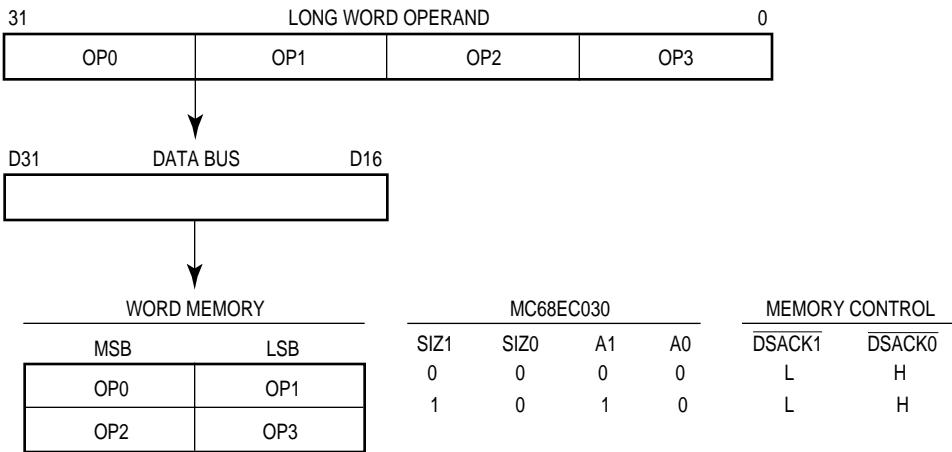 31 LONG WORD OPERAND 0
OP0 OP1 OP2 OP3
D31 DATA BUS D16
WORD MEMORY MC68EC030 MEMORY CONTROL
MSB LSB SIZ1 SIZ0 A1 A0 DSACK1 DSACK0
OP0 OP1 0 0 0 0 L H
OP2 OP3 1 0 1 0 L H